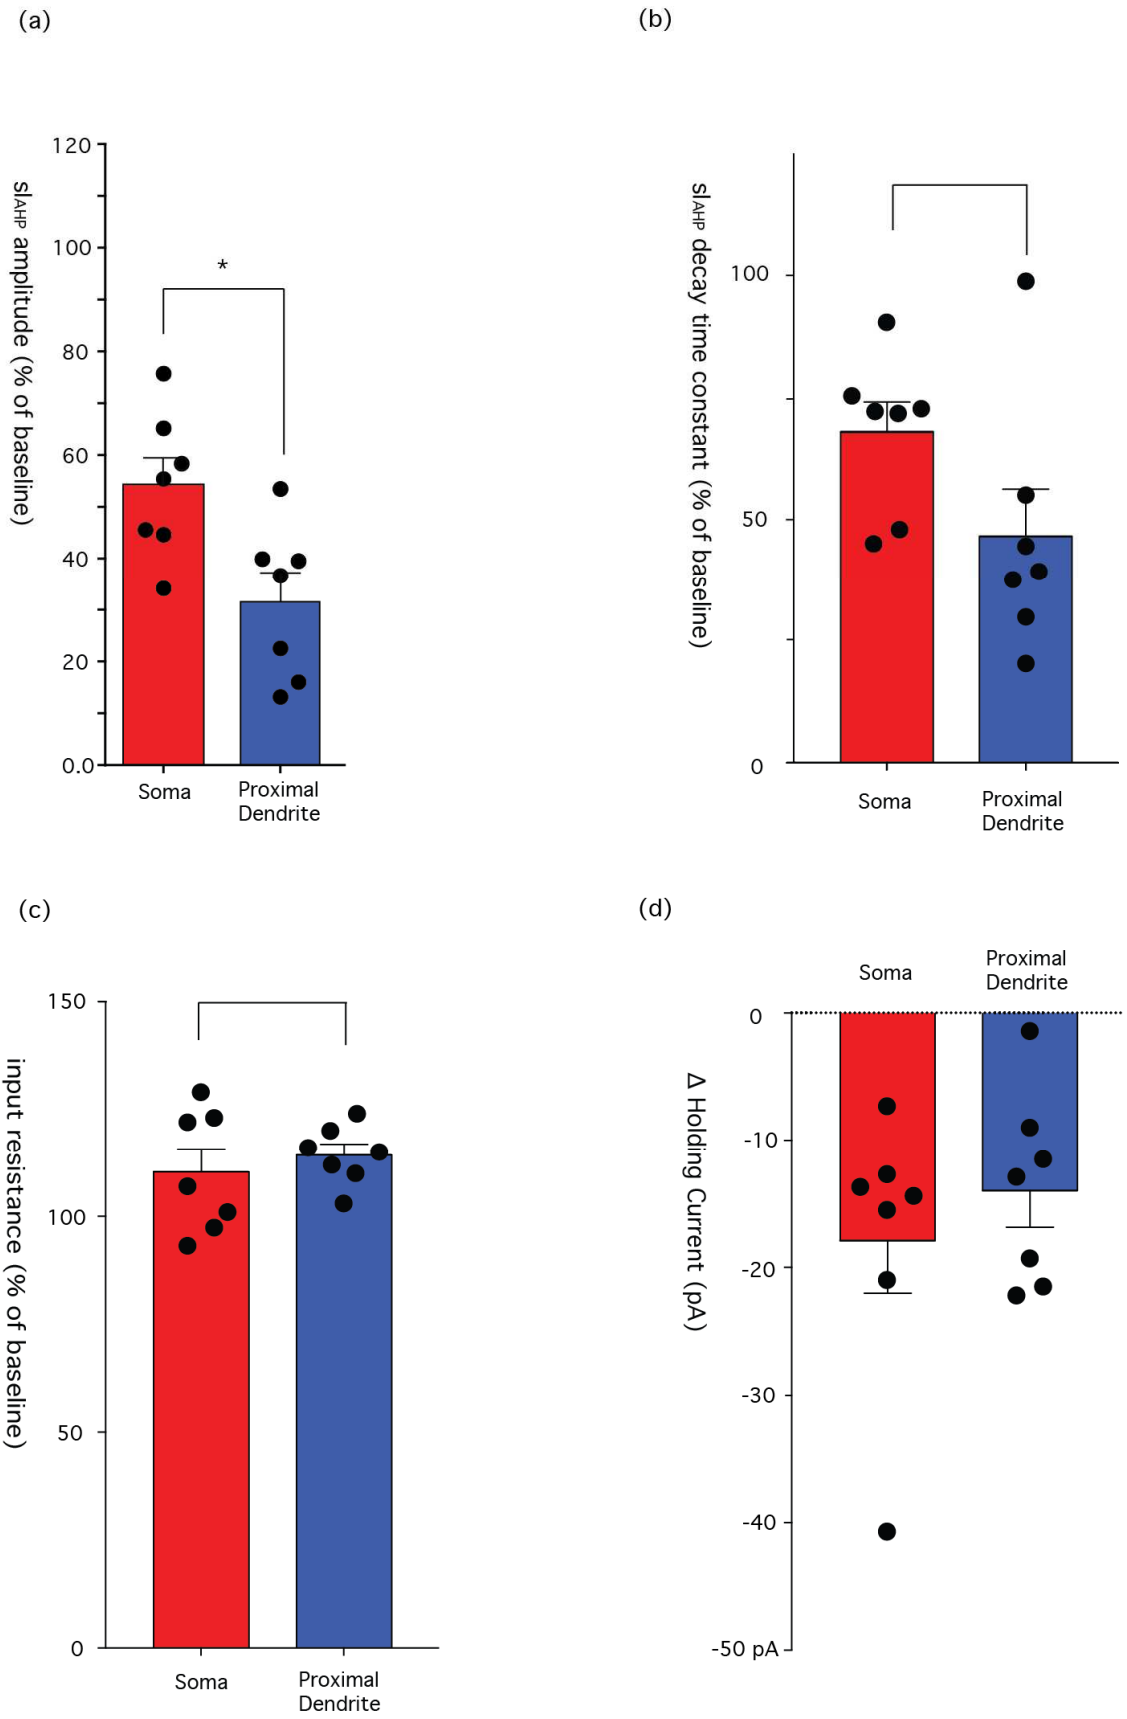 (a)
(b)
sIAHP amplitude (% of baseline)
120
100
80
60
40
20
0.0
*
Soma
Proximal
Dendrite
sIAHP decay time constant (% of baseline)
100
50
0
Soma
Proximal
Dendrite
(c)
(d)
input resistance (% of baseline)
150
100
50
0
Soma
Proximal
Dendrite
Soma
Proximal
Dendrite
Δ Holding Current (pA)
0
-10
-20
-30
-40
-50 pA